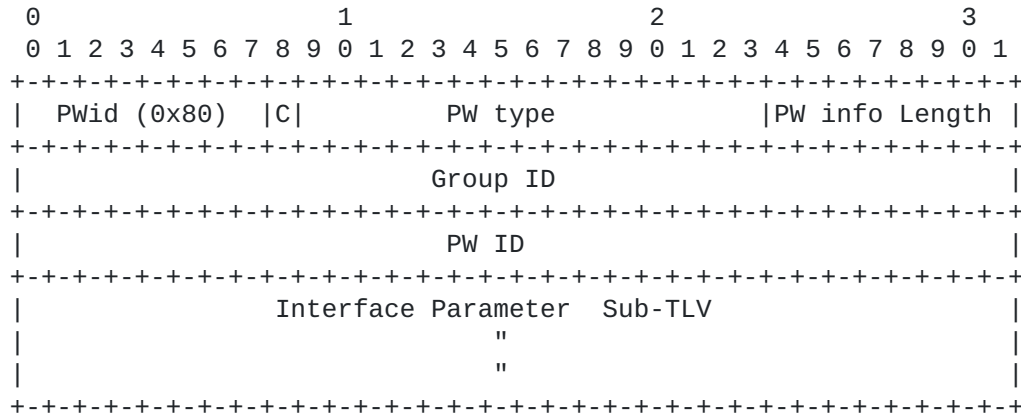 0                   1                   2                   3
 0 1 2 3 4 5 6 7 8 9 0 1 2 3 4 5 6 7 8 9 0 1 2 3 4 5 6 7 8 9 0 1
+-+-+-+-+-+-+-+-+-+-+-+-+-+-+-+-+-+-+-+-+-+-+-+-+-+-+-+-+-+-+-+-+
|  PWid (0x80)  |C|         PW type             |PW info Length |
+-+-+-+-+-+-+-+-+-+-+-+-+-+-+-+-+-+-+-+-+-+-+-+-+-+-+-+-+-+-+-+-+
|                          Group ID                             |
+-+-+-+-+-+-+-+-+-+-+-+-+-+-+-+-+-+-+-+-+-+-+-+-+-+-+-+-+-+-+-+-+
|                           PW ID                               |
+-+-+-+-+-+-+-+-+-+-+-+-+-+-+-+-+-+-+-+-+-+-+-+-+-+-+-+-+-+-+-+-+
|                Interface Parameter  Sub-TLV                   |
|                              "                                |
|                              "                                |
+-+-+-+-+-+-+-+-+-+-+-+-+-+-+-+-+-+-+-+-+-+-+-+-+-+-+-+-+-+-+-+-+